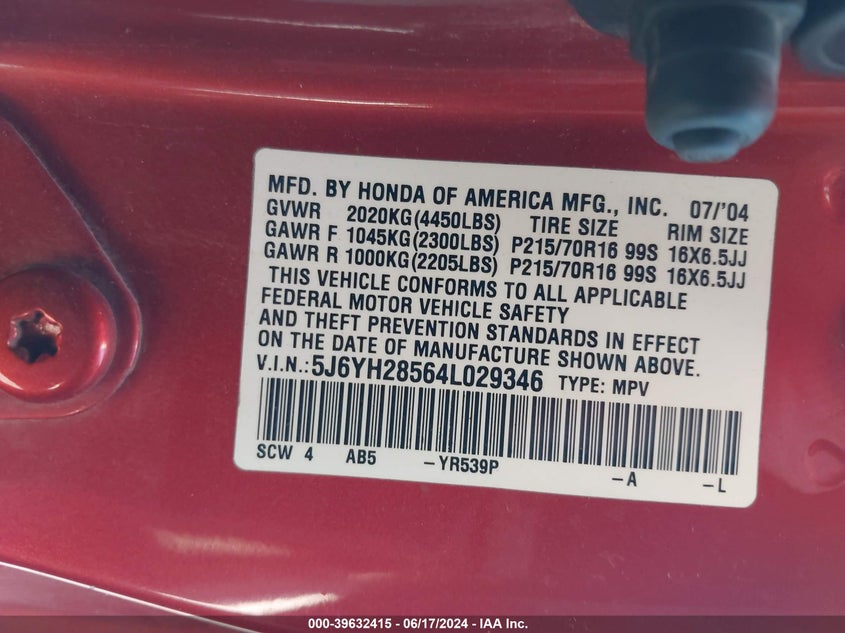 MFD. BY HONDA OF AMERICA MFG., INC. 07/'04
GVWR 2020KG(4450LBS) TIRE SIZE RIM SIZE
GAWR F 1045KG(2300LBS) P215/70R16 99S 16X6.5JJ
GAWR R 1000KG(2205LBS) P215/70R16 99S 16X6.5JJ
THIS VEHICLE CONFORMS TO ALL APPLICABLE
FEDERAL MOTOR VEHICLE SAFETY
AND THEFT PREVENTION STANDARDS IN EFFECT
ON THE DATE OF MANUFACTURE SHOWN ABOVE.
V.I.N.:5J6YH28564L029346 TYPE: MPV
SCW 4 AB5 -YR539P -A -L
000-39632415 - 06/17/2024 - IAA Inc.